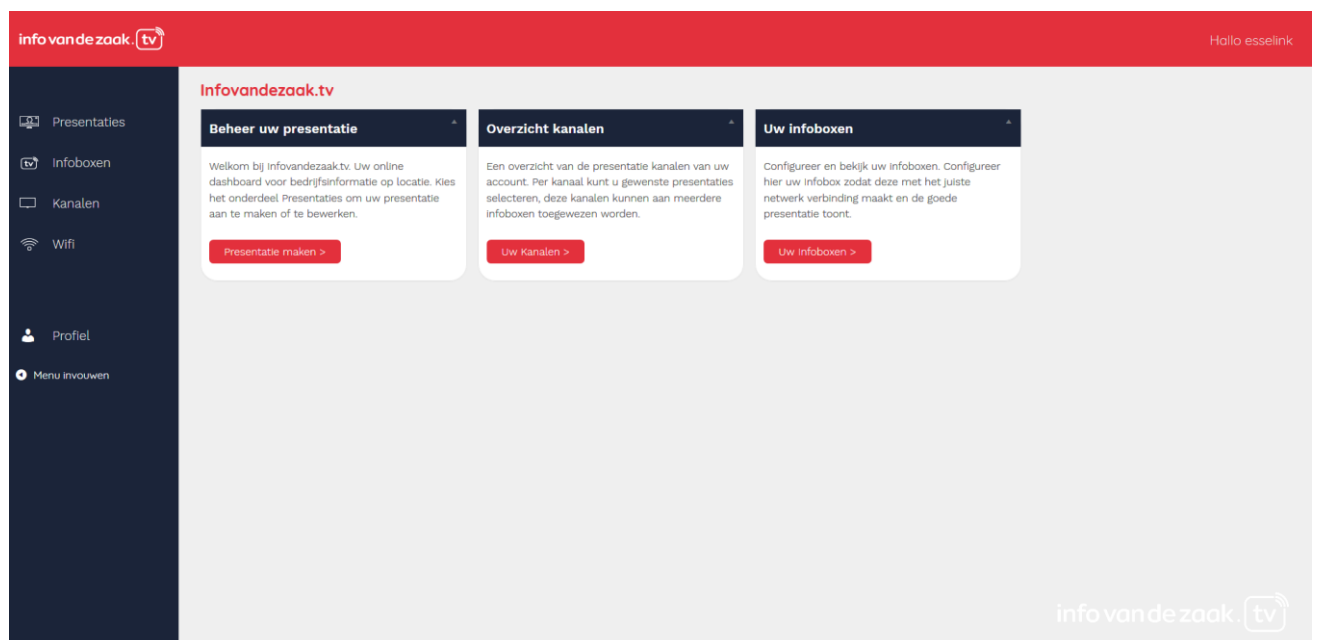 info vandezaak. tv
Hallo esselink
Presentaties
Infoboxen
Kanalen
Wifi
Profiel
Menu invouwen
Infovandezaak.tv
Beheer uw presentatie
Welkom bij Infovandezaak.tv. Uw online
dashboard voor bedrijfsinformatie op locatie. Kies
het onderdeel Presentaties om uw presentatie
aan te maken of te bewerken.
Presentatie maken >
Overzicht kanalen
Een overzicht van de presentatie kanalen van uw
account. Per kanaal kunt u gewenste presentaties
selecteren, deze kanalen kunnen aan meerdere
infoboxen toegewezen worden.
Uw Kanalen >
Uw infoboxen
Configureer en bekijk uw infoboxen. Configureer
hier uw Infobox zodat deze met het juiste
netwerk verbinding maakt en de goede
presentatie toont.
Uw Infoboxen >
info vandezaak. tv